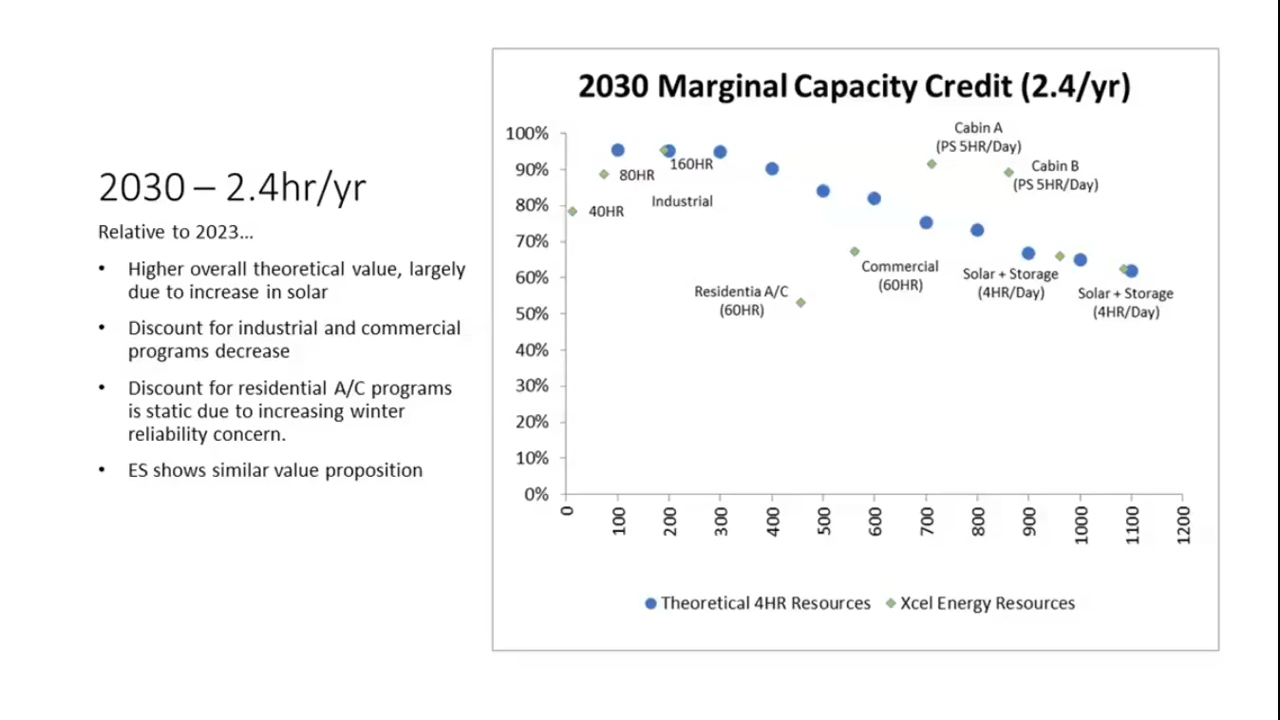 2030 – 2.4hr/yr
Relative to 2023...
• Higher overall theoretical value, largely
due to increase in solar
• Discount for industrial and commercial
programs decrease
• Discount for residential A/C programs
is static due to increasing winter
reliability concern.
• ES shows similar value proposition
2030 Marginal Capacity Credit (2.4/yr)
100%
90%
80%
70%
60%
50%
40%
30%
20%
10%
0%
40HR
80HR
160HR
Industrial
Residentia A/C
(60HR)
Commercial
(60HR)
Cabin A
(PS 5HR/Day)
Cabin B
(PS 5HR/Day)
Solar + Storage
(4HR/Day)
Solar + Storage
(4HR/Day)
0
100
200
300
400
500
600
700
800
900
1000
1100
1200
Theoretical 4HR Resources
Xcel Energy Resources